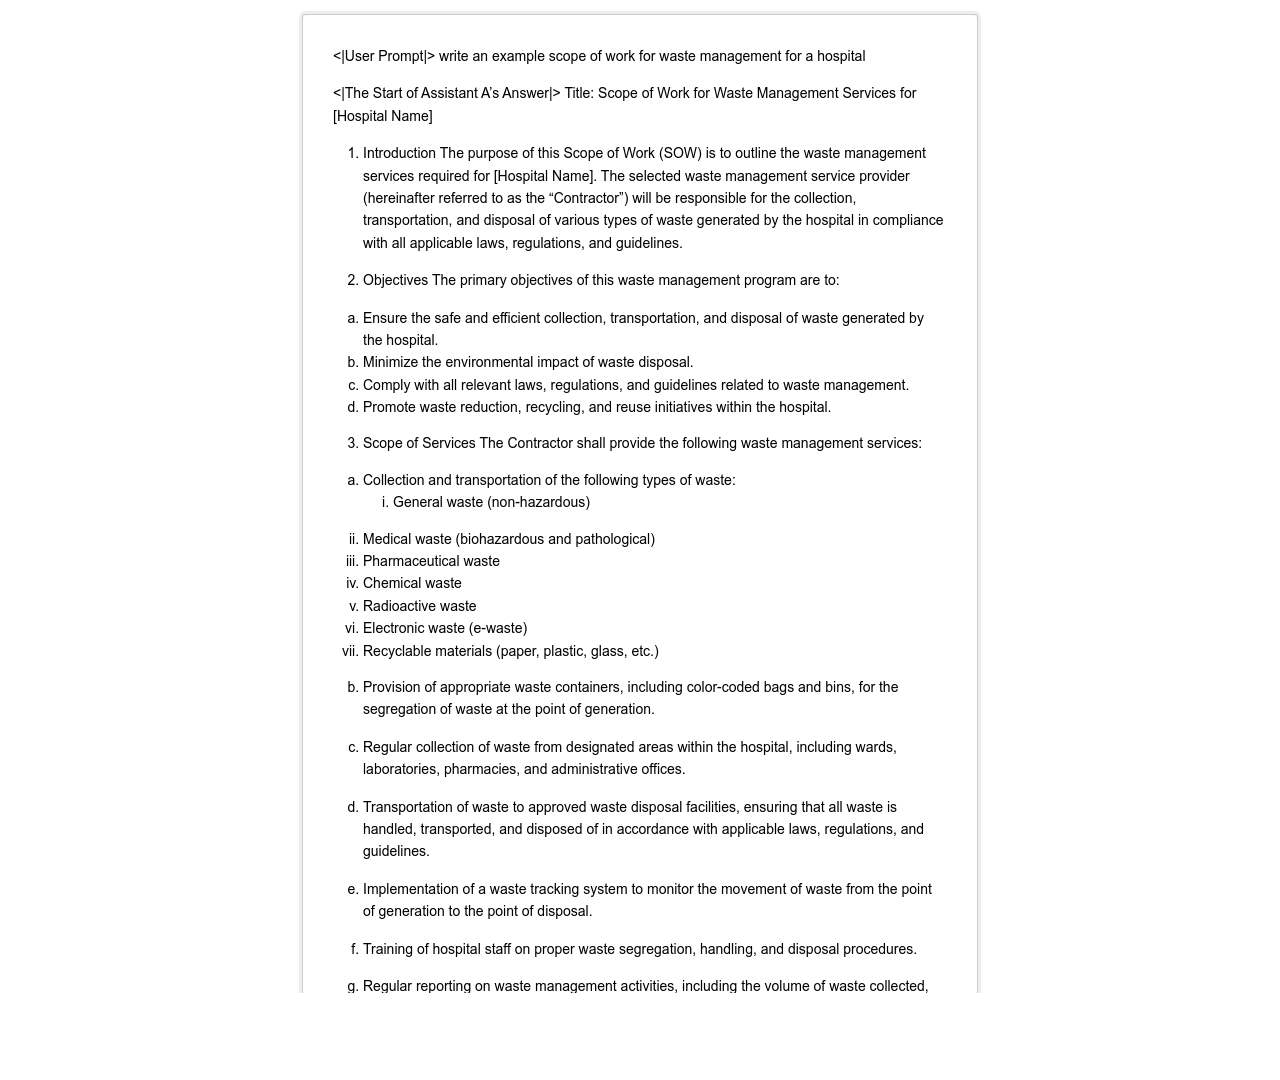 <|User Prompt|> write an example scope of work for waste management for a hospital
<|The Start of Assistant A’s Answer|> Title: Scope of Work for Waste Management Services for
[Hospital Name]
1. Introduction The purpose of this Scope of Work (SOW) is to outline the waste management
services required for [Hospital Name]. The selected waste management service provider
(hereinafter referred to as the “Contractor”) will be responsible for the collection,
transportation, and disposal of various types of waste generated by the hospital in compliance
with all applicable laws, regulations, and guidelines.
2. Objectives The primary objectives of this waste management program are to:
a. Ensure the safe and efficient collection, transportation, and disposal of waste generated by
the hospital.
b. Minimize the environmental impact of waste disposal.
c. Comply with all relevant laws, regulations, and guidelines related to waste management.
d. Promote waste reduction, recycling, and reuse initiatives within the hospital.
3. Scope of Services The Contractor shall provide the following waste management services:
a. Collection and transportation of the following types of waste:
i. General waste (non-hazardous)
ii. Medical waste (biohazardous and pathological)
iii. Pharmaceutical waste
iv. Chemical waste
v. Radioactive waste
vi. Electronic waste (e-waste)
vii. Recyclable materials (paper, plastic, glass, etc.)
b. Provision of appropriate waste containers, including color-coded bags and bins, for the
segregation of waste at the point of generation.
c. Regular collection of waste from designated areas within the hospital, including wards,
laboratories, pharmacies, and administrative offices.
d. Transportation of waste to approved waste disposal facilities, ensuring that all waste is
handled, transported, and disposed of in accordance with applicable laws, regulations, and
guidelines.
e. Implementation of a waste tracking system to monitor the movement of waste from the point
of generation to the point of disposal.
f. Training of hospital staff on proper waste segregation, handling, and disposal procedures.
g. Regular reporting on waste management activities, including the volume of waste collected,